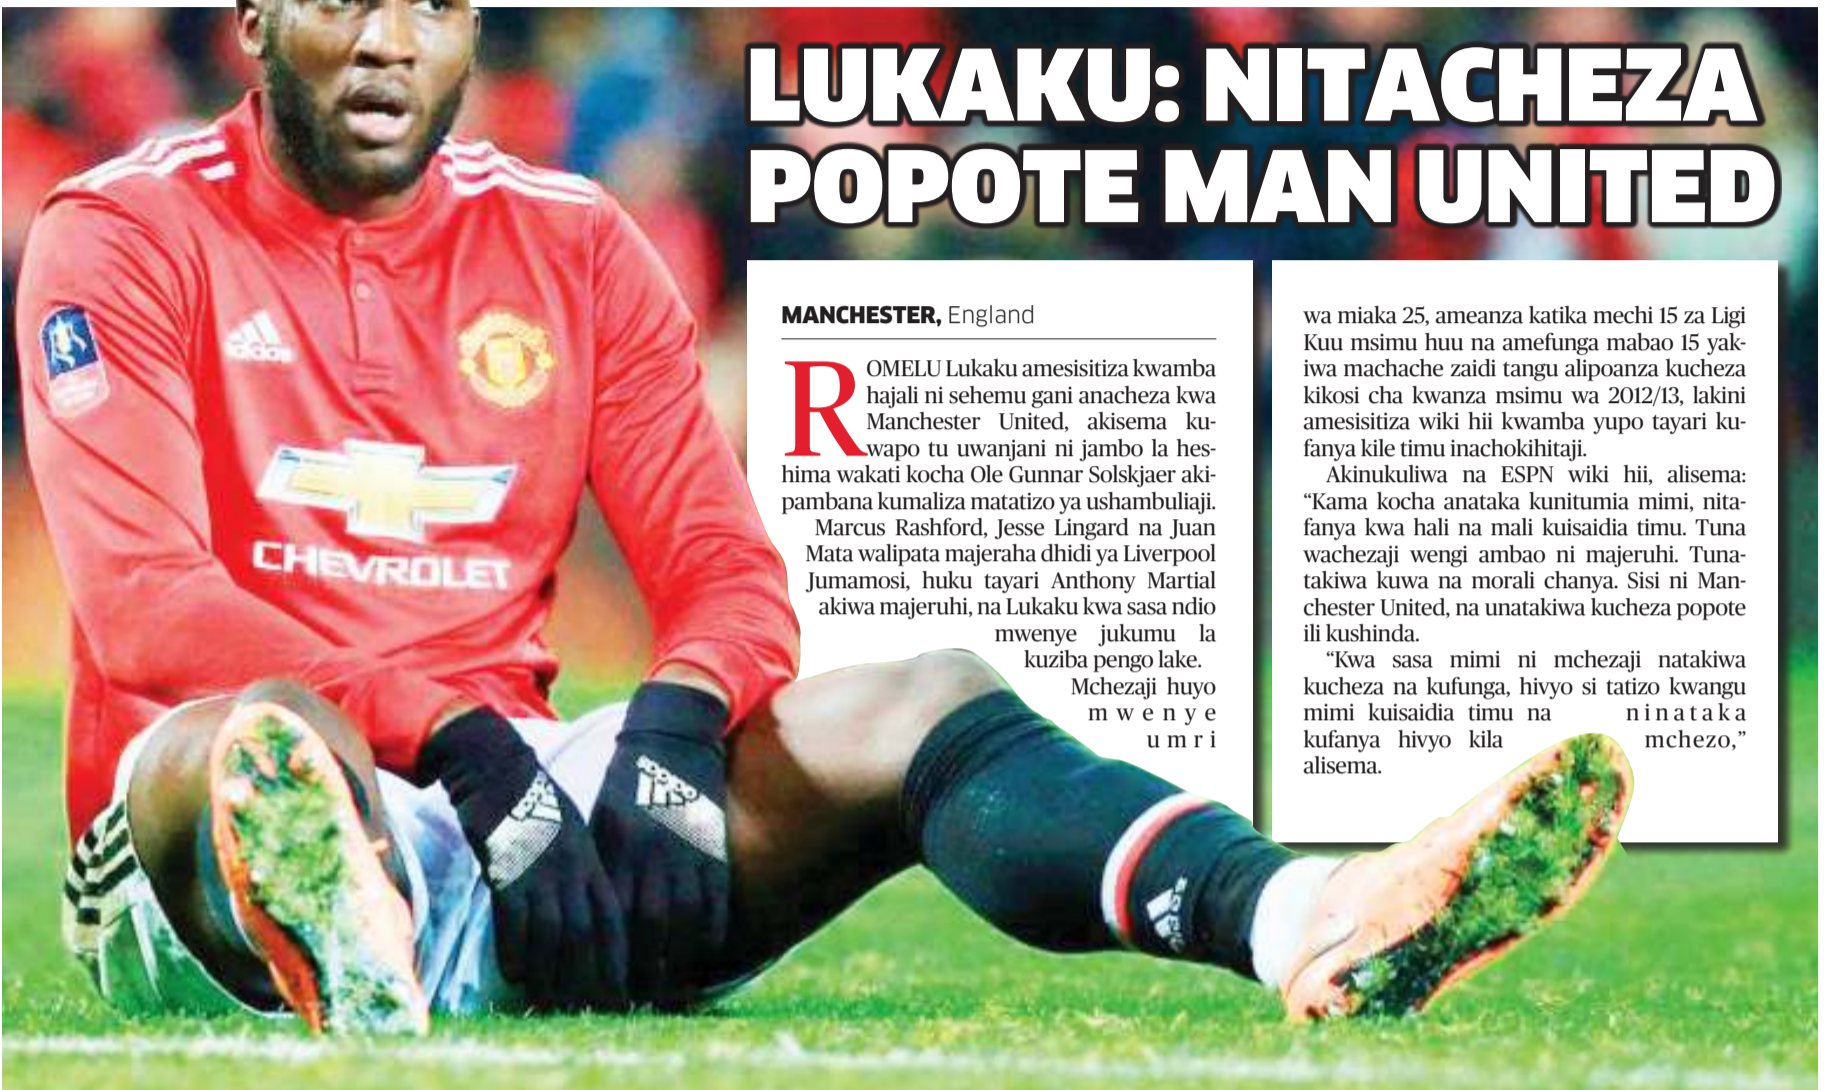 LUKAKU: NITACHEZA
POPOTE MAN UNITED
MANCHESTER, England
ROMELU Lukaku amesisitiza kwamba
hajali ni sehemu gani anacheza kwa
Manchester United, akisema ku-
wapo tu uwanjani ni jambo la hes-
hima wakati kocha Ole Gunnar Solskjaer aki-
pambana kumaliza matatizo ya ushambuliaji.
Marcus Rashford, Jesse Lingard na Juan
Mata walipata majeraha dhidi ya Liverpool
Jumamosi, huku tayari Anthony Martial
akiwa majeruhi, na Lukaku kwa sasa ndio
mwenye jukumu la
kuziba pengo lake.
Mchezaji huyo
mwenye
umri
wa miaka 25, ameanza katika mechi 15 za Ligi
Kuu msimu huu na amefunga mabao 15 yak-
iwa machache zaidi tangu alipoanza kucheza
kikosi cha kwanza msimu wa 2012/13, lakini
amesisitiza wiki hii kwamba yupo tayari ku-
fanya kile timu inachokihitaji.
Akinukuliwa na ESPN wiki hii, alisema:
“Kama kocha anataka kunitumia mimi, nita-
fanya kwa hali na mali kuisaidia timu. Tuna
wachezaji wengi ambao ni majeruhi. Tuna-
takiwa kuwa na morali chanya. Sisi ni Man-
chester United, na unatakiwa kucheza popote
ili kushinda.
“Kwa sasa mimi ni mchezaji natakiwa
kucheza na kufunga, hivyo si tatizo kwangu
mimi kuisaidia timu na ninataka
kufanya hivyo kila mchezo,”
alisema.
adidas
CHEVROLET
adidas
adidas